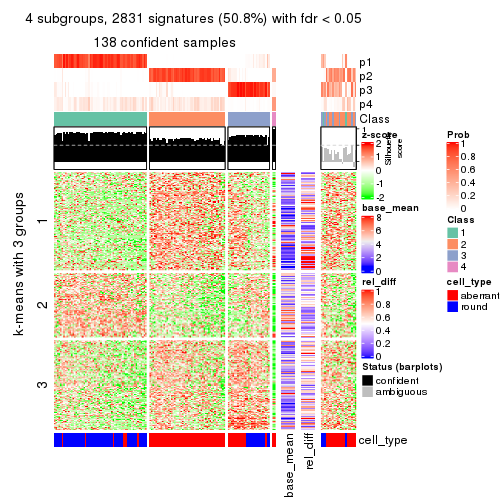 4 subgroups, 2831 signatures (50.8%) with fdr < 0.05
138 confident samples
p1
p2
p3
p4
Class
1
Silhouette
score
z-score
2
1
0
-1
-2
base_mean
8
6
4
2
0
rel_diff
1
0.8
0.6
0.4
0.2
0
Status (barplots)
confident
ambiguous
Prob
1
0.8
0.6
0.4
0.2
0
Class
1
2
3
4
cell_type
aberrant
round
k-means with 3 groups
1
2
3
cell_type
base_mean
rel_diff